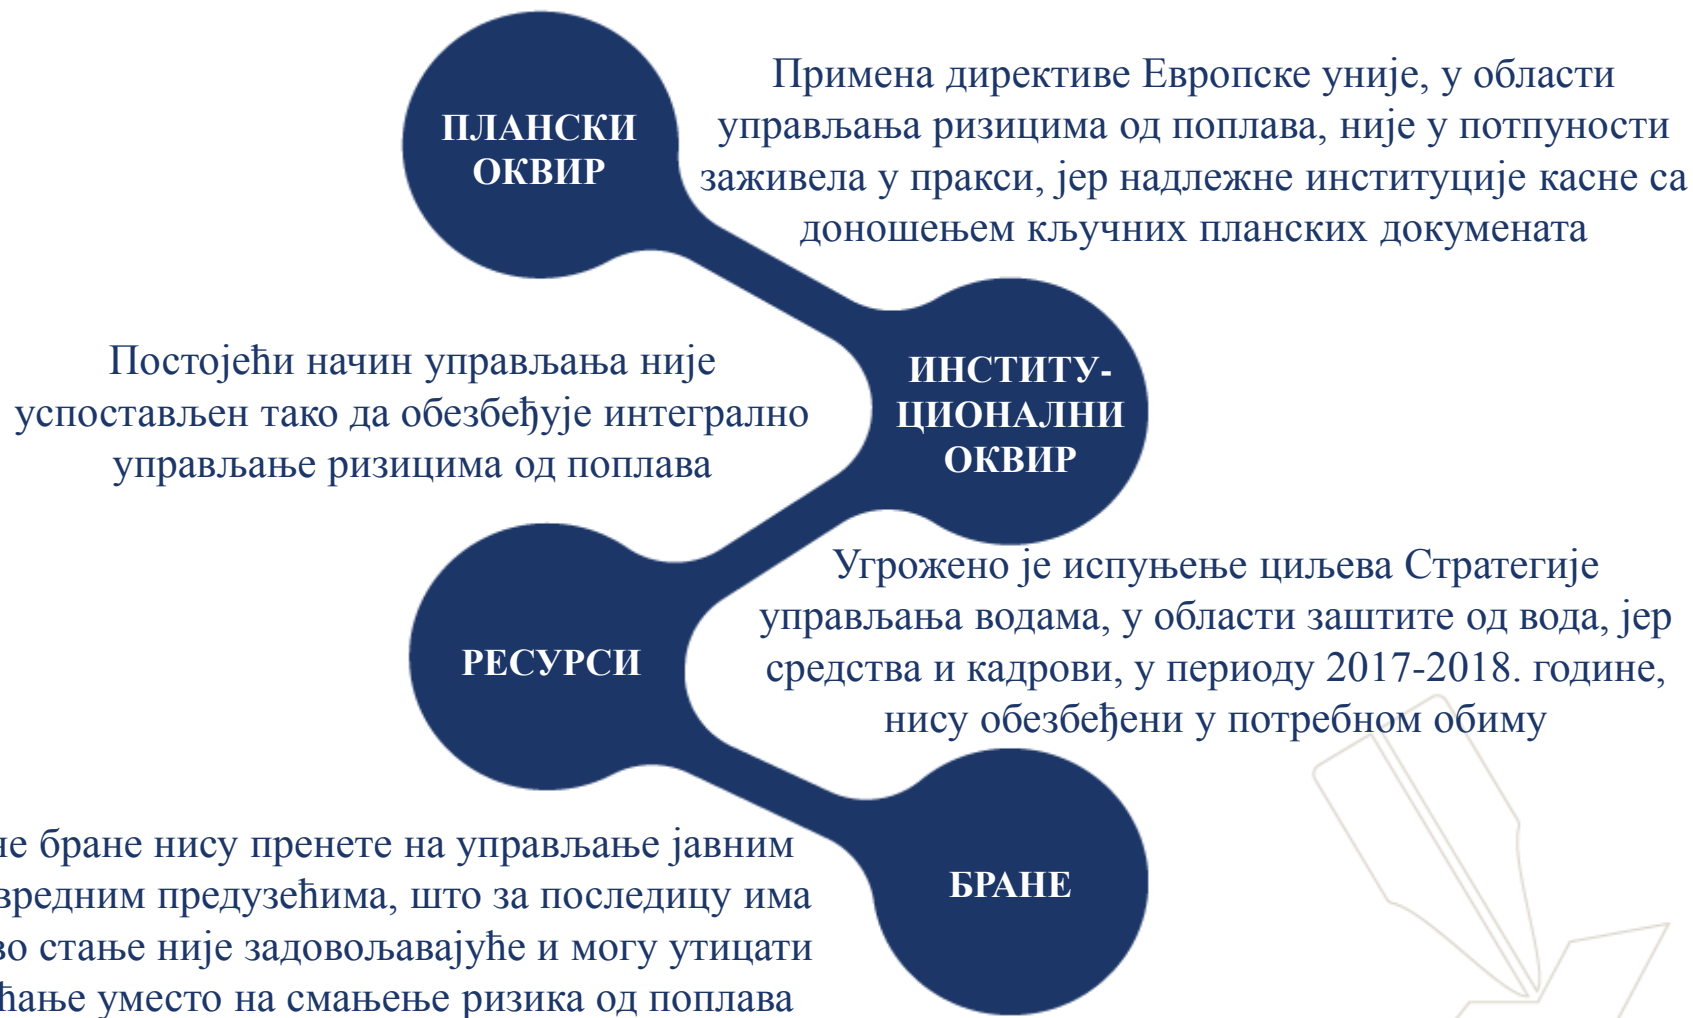 ПЛАНСКИ
ОКВИР
Примена директиве Европске уније, у области
управљања ризицима од поплава, није у потпуности
заживела у пракси, јер надлежне институције касне са
доношењем кључних планских докумената
Постојећи начин управљања није
успостављен тако да обезбеђује интегрално
управљање ризицима од поплава
ИНСТИТУ-
ЦИОНАЛНИ
ОКВИР
РЕСУРСИ
Угрожено је испуњење циљева Стратегије
управљања водама, у области заштите од вода, јер
средства и кадрови, у периоду 2017-2018. године,
нису обезбеђени у потребном обиму
бране нису пренете на управљање јавним
предузећима, што за последицу има
стање није задовољавајуће и могу утицати
уместо на смањење ризика од поплава
БРАНЕ